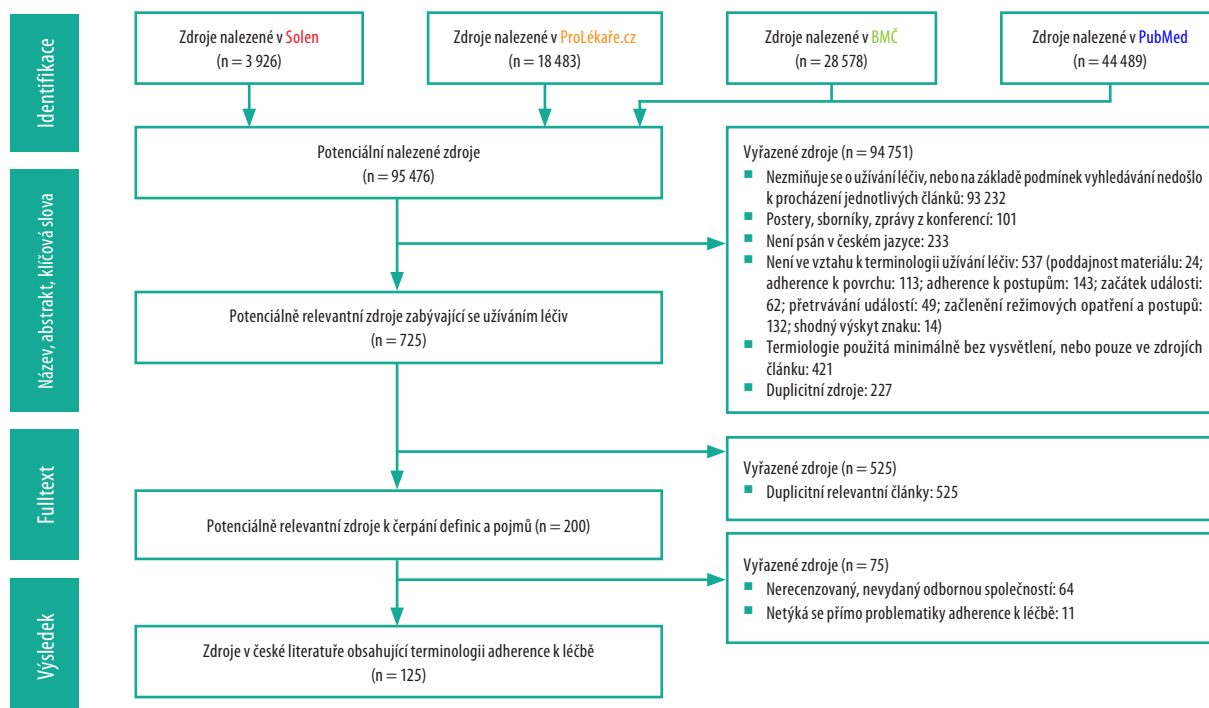 Identifikace
Zdroje nalezené v Solen
(n = 3 926)
Zdroje nalezené v ProLékaře.cz
(n = 18 483)
Zdroje nalezené v BMČ
(n = 28 578)
Zdroje nalezené v PubMed
(n = 44 489)
Potenciální nalezené zdroje
(n = 95 476)
Název, abstrakt, klíčová slova
Vyřazené zdroje (n = 94 751)
■ Nezmiňuje se o užívání léčiv, nebo na základě podmínek vyhledávání nedošlo
k procházení jednotlivých článků: 93 232
■ Postery, sborníky, zprávy z konferencí: 101
■ Není psán v českém jazyce: 233
■ Není ve vztahu k terminologii užívání léčiv: 537 (poddajnost materiálu: 24;
adherence k povrchu: 113; adherence k postupům: 143; začátek události:
62; přetrvávání událostí: 49; začlenění režimových opatření a postupů:
132; shodný výskyt znaku: 14)
■ Termiologie použitá minimálně bez vysvětlení, nebo pouze ve zdrojích
článku: 421
■ Duplicitní zdroje: 227
Potenciálně relevantní zdroje zabývající se užíváním léčiv
(n = 725)
Fulltext
Vyřazené zdroje (n = 525)
■ Duplicitní relevantní články: 525
Potenciálně relevantní zdroje k čerpání definic a pojmů (n = 200)
Vyřazené zdroje (n = 75)
■ Nerecenzovaný, nevydaný odbornou společností: 64
■ Netýká se přímo problematiky adherence k léčbě: 11
Výsledek
Zdroje v české literatuře obsahující terminologii adherence k léčbě
(n = 125)